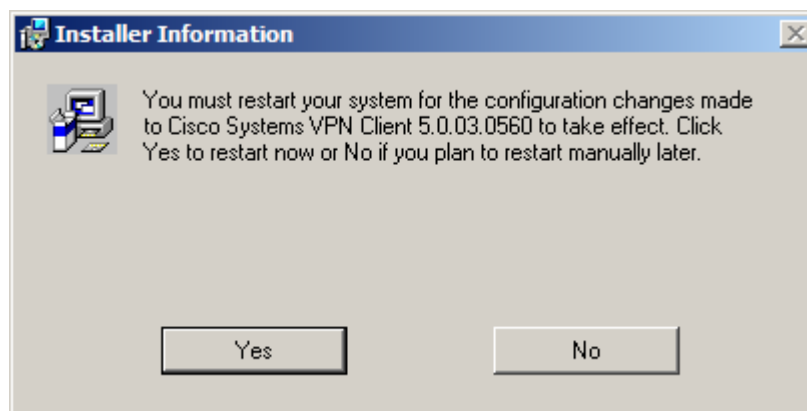 Installer Information
You must restart your system for the configuration changes made
to Cisco Systems VPN Client 5.0.03.0560 to take effect. Click
Yes to restart now or No if you plan to restart manually later.
Yes
No